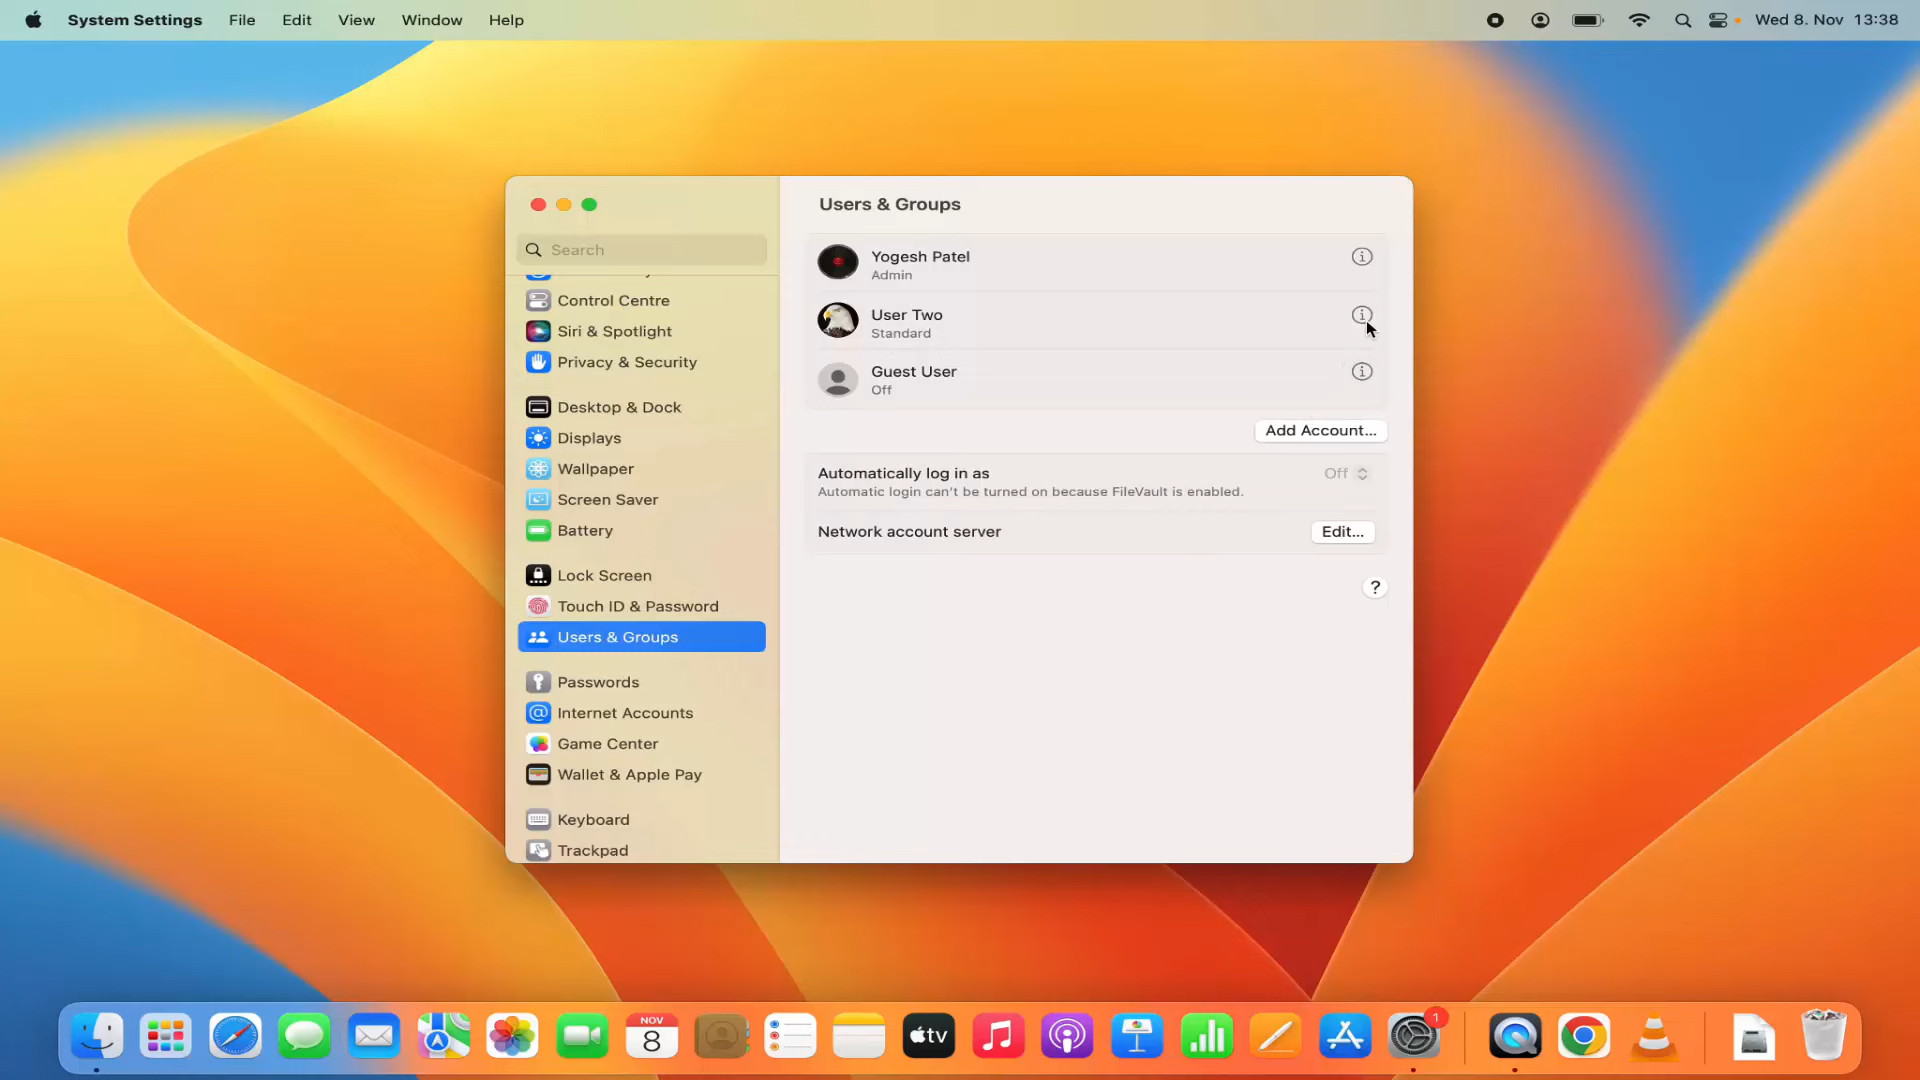 System Settings File Edit View Window Help Wed 8. Nov 13:38
Users & Groups
Search
Control Centre
Siri & Spotlight
Privacy & Security
Desktop & Dock
Displays
Wallpaper
Screen Saver
Battery
Lock Screen
Touch ID & Password
Users & Groups
Passwords
Internet Accounts
Game Center
Wallet & Apple Pay
Keyboard
Trackpad
Yogesh Patel
Admin
User Two
Standard
Guest User
Off
Add Account...
Automatically log in as Off
Automatic login can't be turned on because FileVault is enabled.
Network account server Edit...
?
NOV
8
tv
1